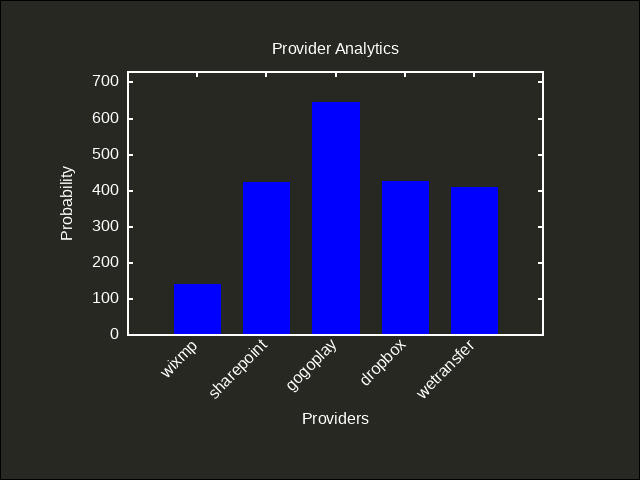 Provider Analytics
700
600
500
400
300
200
100
0
Probability
wixmp
sharepoint
gogoplay
dropbox
wetransfer
Providers